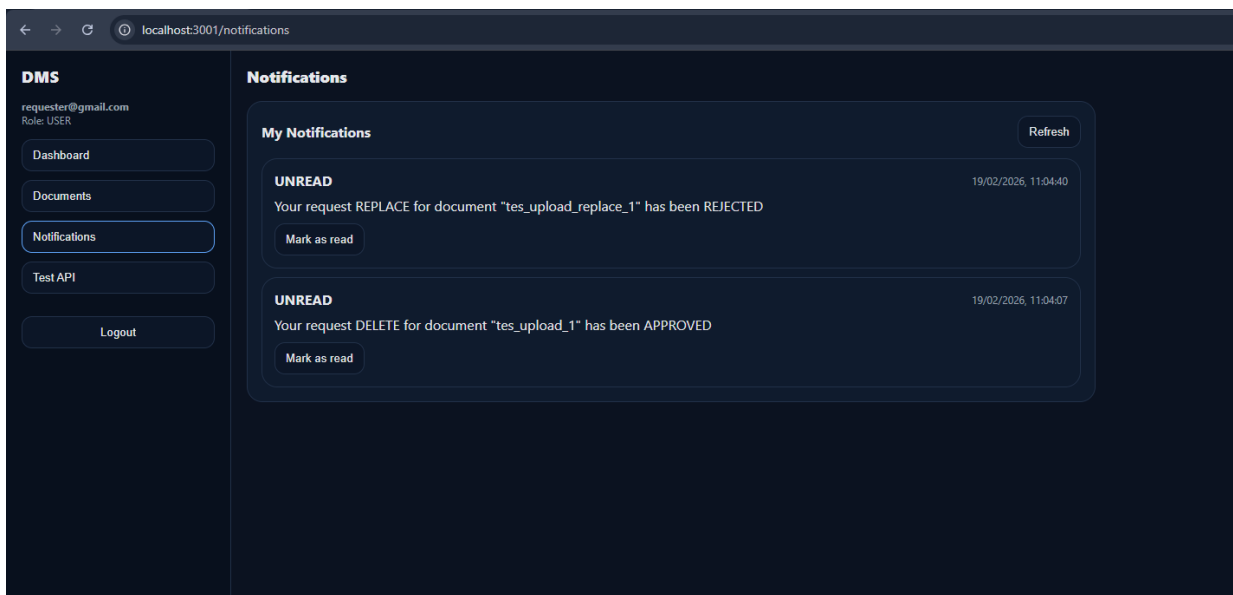 localhost:3001/notifications
DMS
requester@gmail.com
Role: USER
Dashboard
Documents
Notifications
Test API
Logout
Notifications
My Notifications
Refresh
UNREAD
19/02/2026, 11:04:40
Your request REPLACE for document "tes_upload_replace_1" has been REJECTED
Mark as read
UNREAD
19/02/2026, 11:04:07
Your request DELETE for document "tes_upload_1" has been APPROVED
Mark as read